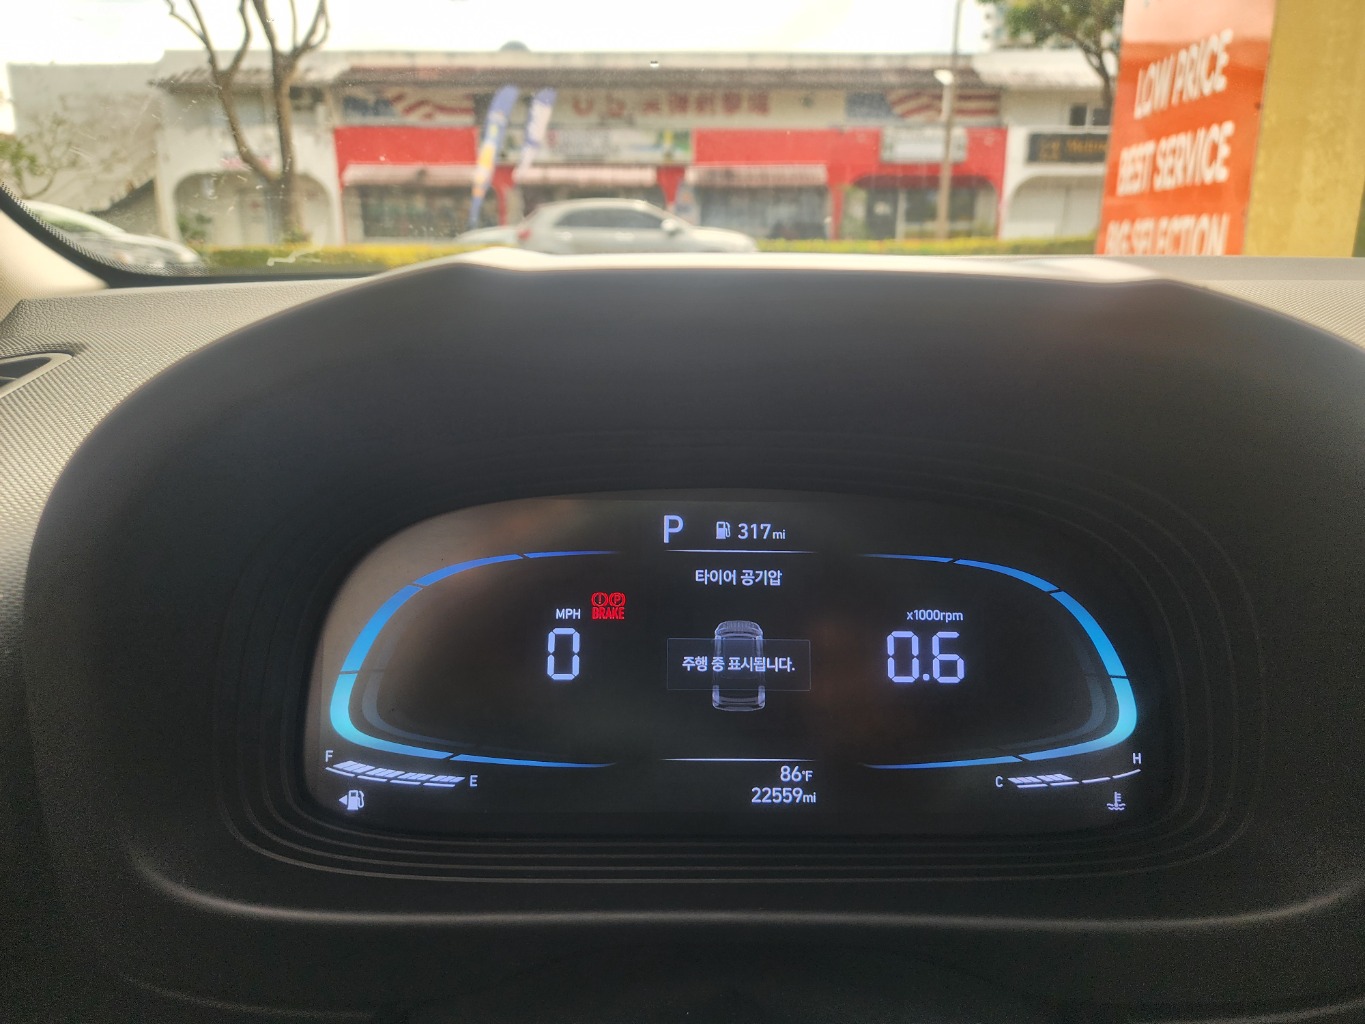 LOW PRICE
BEST SERVICE
BIG SELECTION
P 317mi
타이어 공기압
MPH
BRAKE
0
주행 중 표시됩니다.
x1000rpm
0.6
F
E
86°F
22559mi
C
H